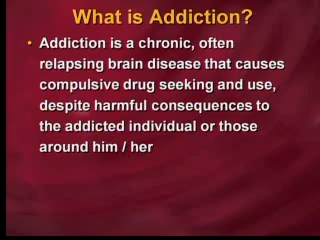 What is Addiction?
• Addiction is a chronic, often
relapsing brain disease that causes
compulsive drug seeking and use,
despite harmful consequences to
the addicted individual or those
around him / her